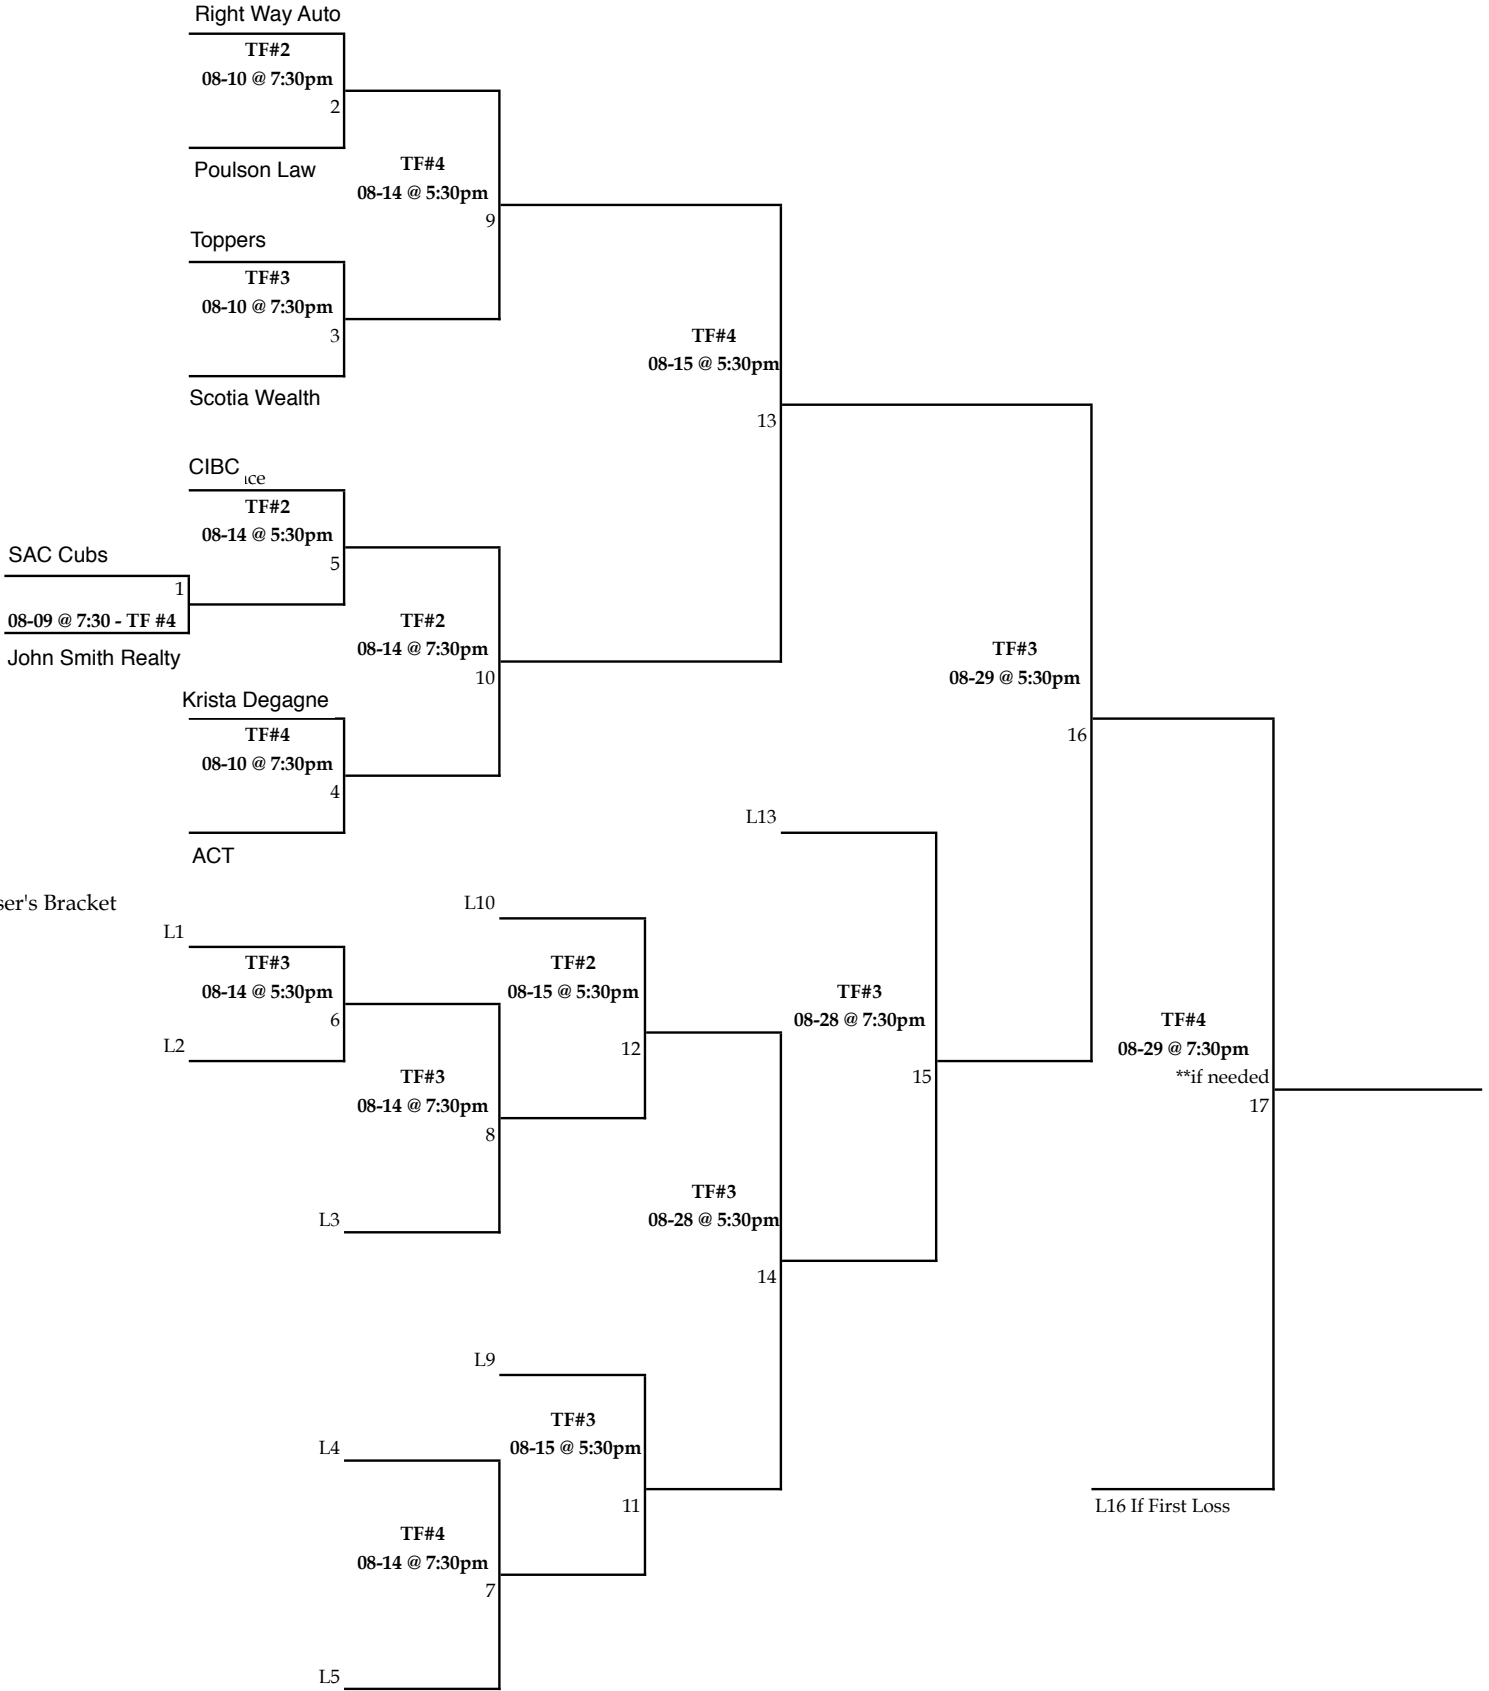 Right Way Auto
TF#2
08-10 @ 7:30pm
2
Poulson Law
TF#4
08-14 @ 5:30pm
9
Toppers
TF#3
08-10 @ 7:30pm
3
Scotia Wealth
TF#4
08-15 @ 5:30pm
13
CIBC
TF#2
08-14 @ 5:30pm
5
SAC Cubs
1
08-09 @ 7:30 - TF #4
John Smith Realty
TF#2
08-14 @ 7:30pm
10
Krista Degagne
TF#4
08-10 @ 7:30pm
4
ACT
TF#3
08-29 @ 5:30pm
16
ser's Bracket
L1
TF#3
08-14 @ 5:30pm
6
L2
TF#3
08-14 @ 7:30pm
8
L3
L10
TF#2
08-15 @ 5:30pm
12
L13
TF#3
08-28 @ 7:30pm
15
TF#3
08-28 @ 5:30pm
14
TF#4
08-29 @ 7:30pm
**if needed
17
L9
TF#3
08-15 @ 5:30pm
11
L4
TF#4
08-14 @ 7:30pm
7
L5
L16 If First Loss